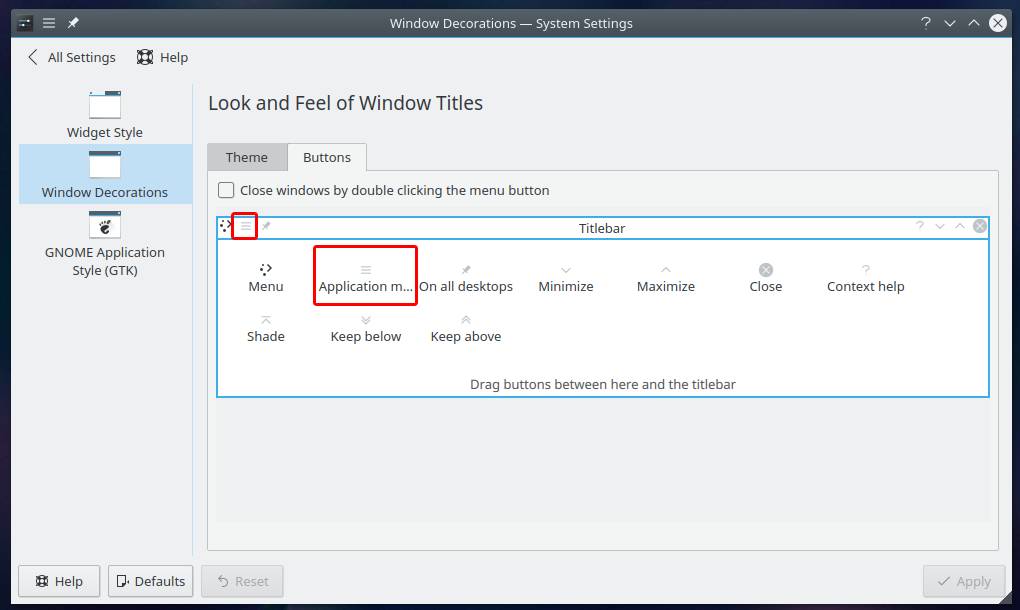 Window Decorations — System Settings
All Settings
Help
Widget Style
Window Decorations
GNOME Application
Style (GTK)
Look and Feel of Window Titles
Theme
Buttons
Close windows by double clicking the menu button
Titlebar
Menu
Application m...
On all desktops
Minimize
Maximize
Close
Context help
Shade
Keep below
Keep above
Drag buttons between here and the titlebar
Help
Defaults
Reset
Apply